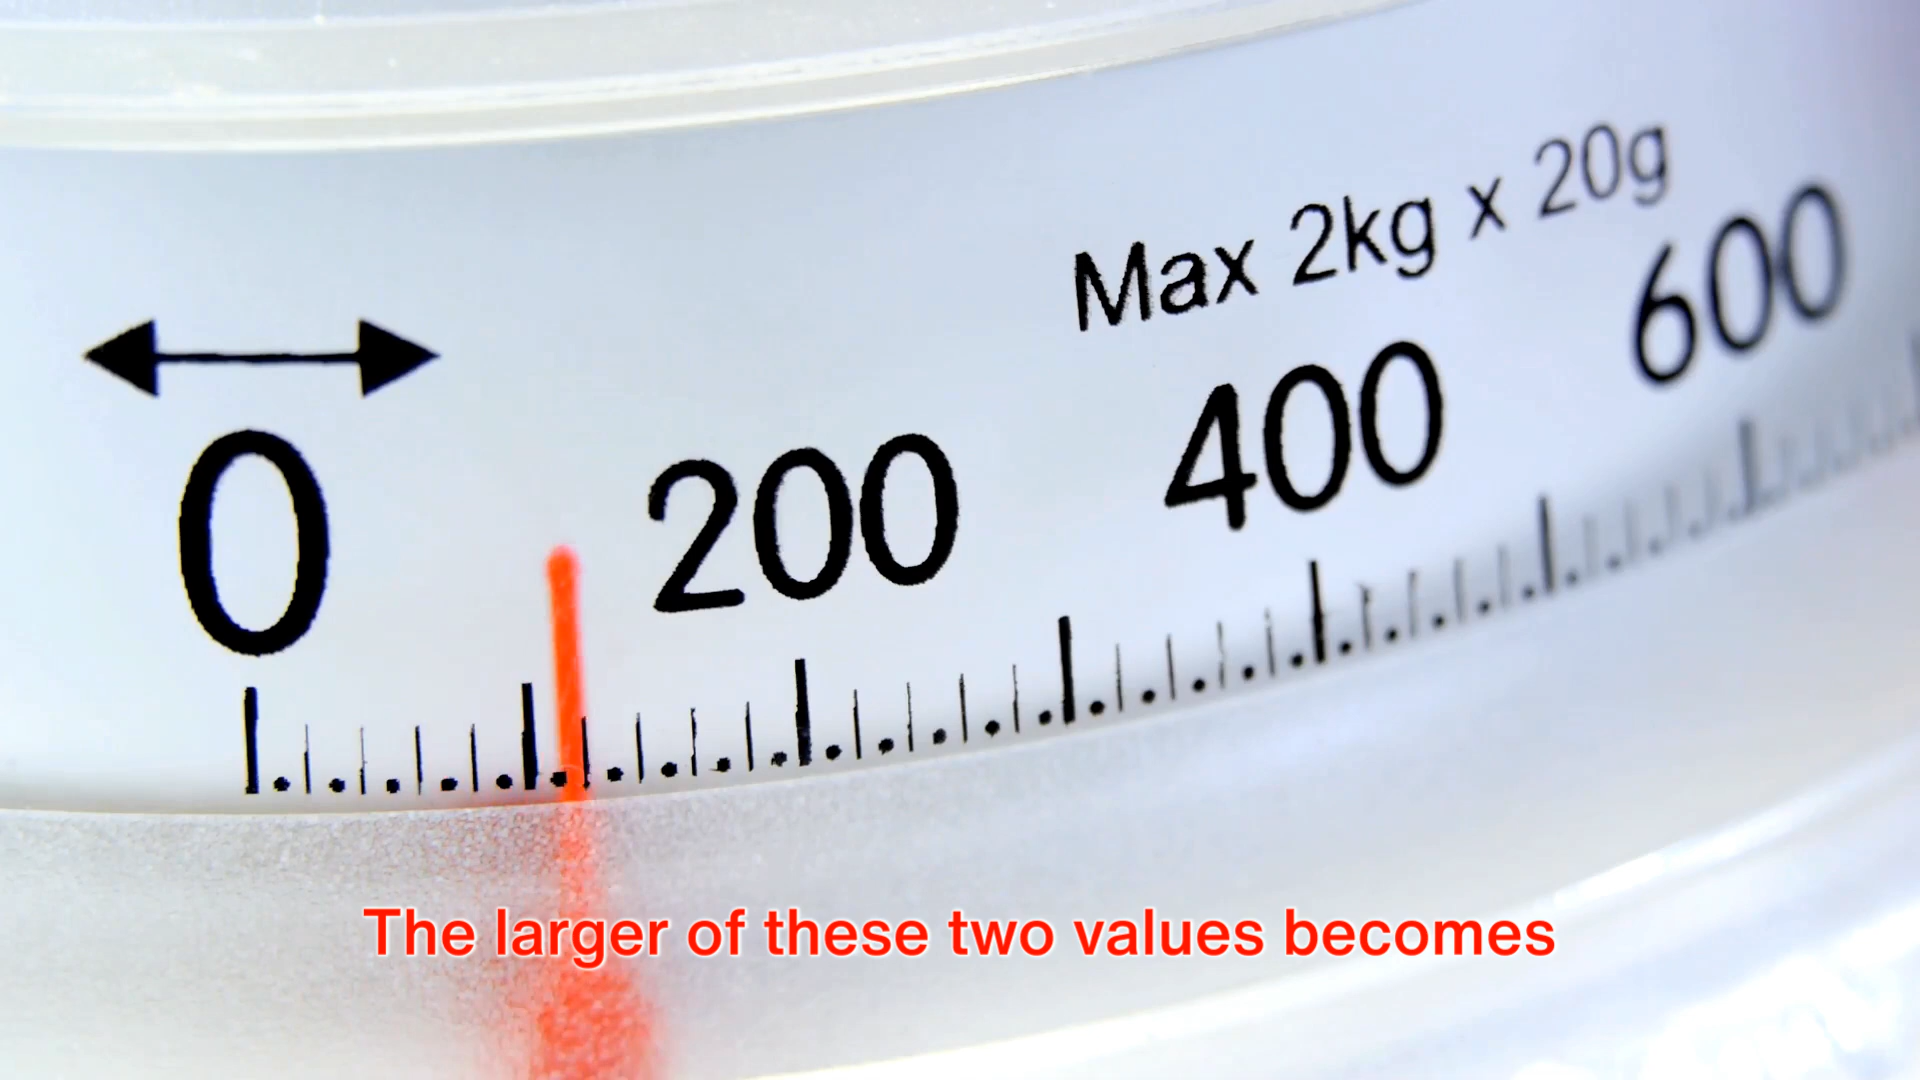 Max 2kg x 20g
0 200 400 600
The larger of these two values becomes